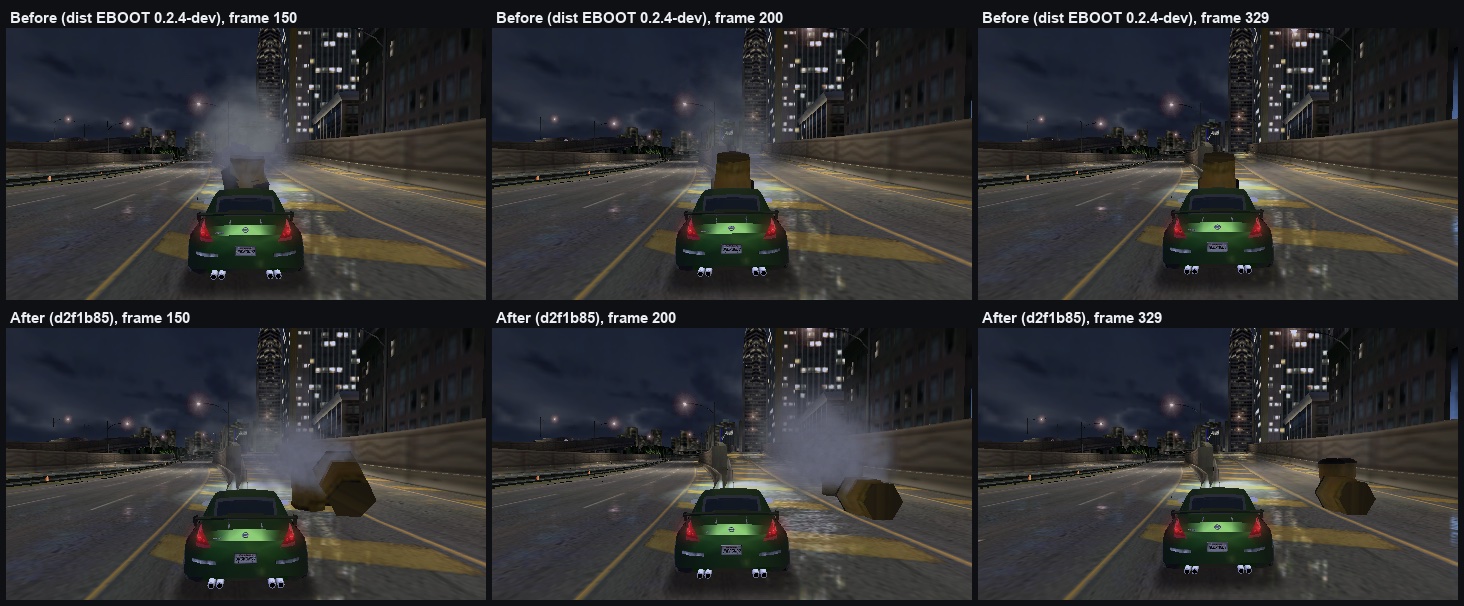 Before (dist EBOOT 0.2.4-dev), frame 150
Before (dist EBOOT 0.2.4-dev), frame 200
Before (dist EBOOT 0.2.4-dev), frame 329
After (d2f1b85), frame 150
After (d2f1b85), frame 200
After (d2f1b85), frame 329